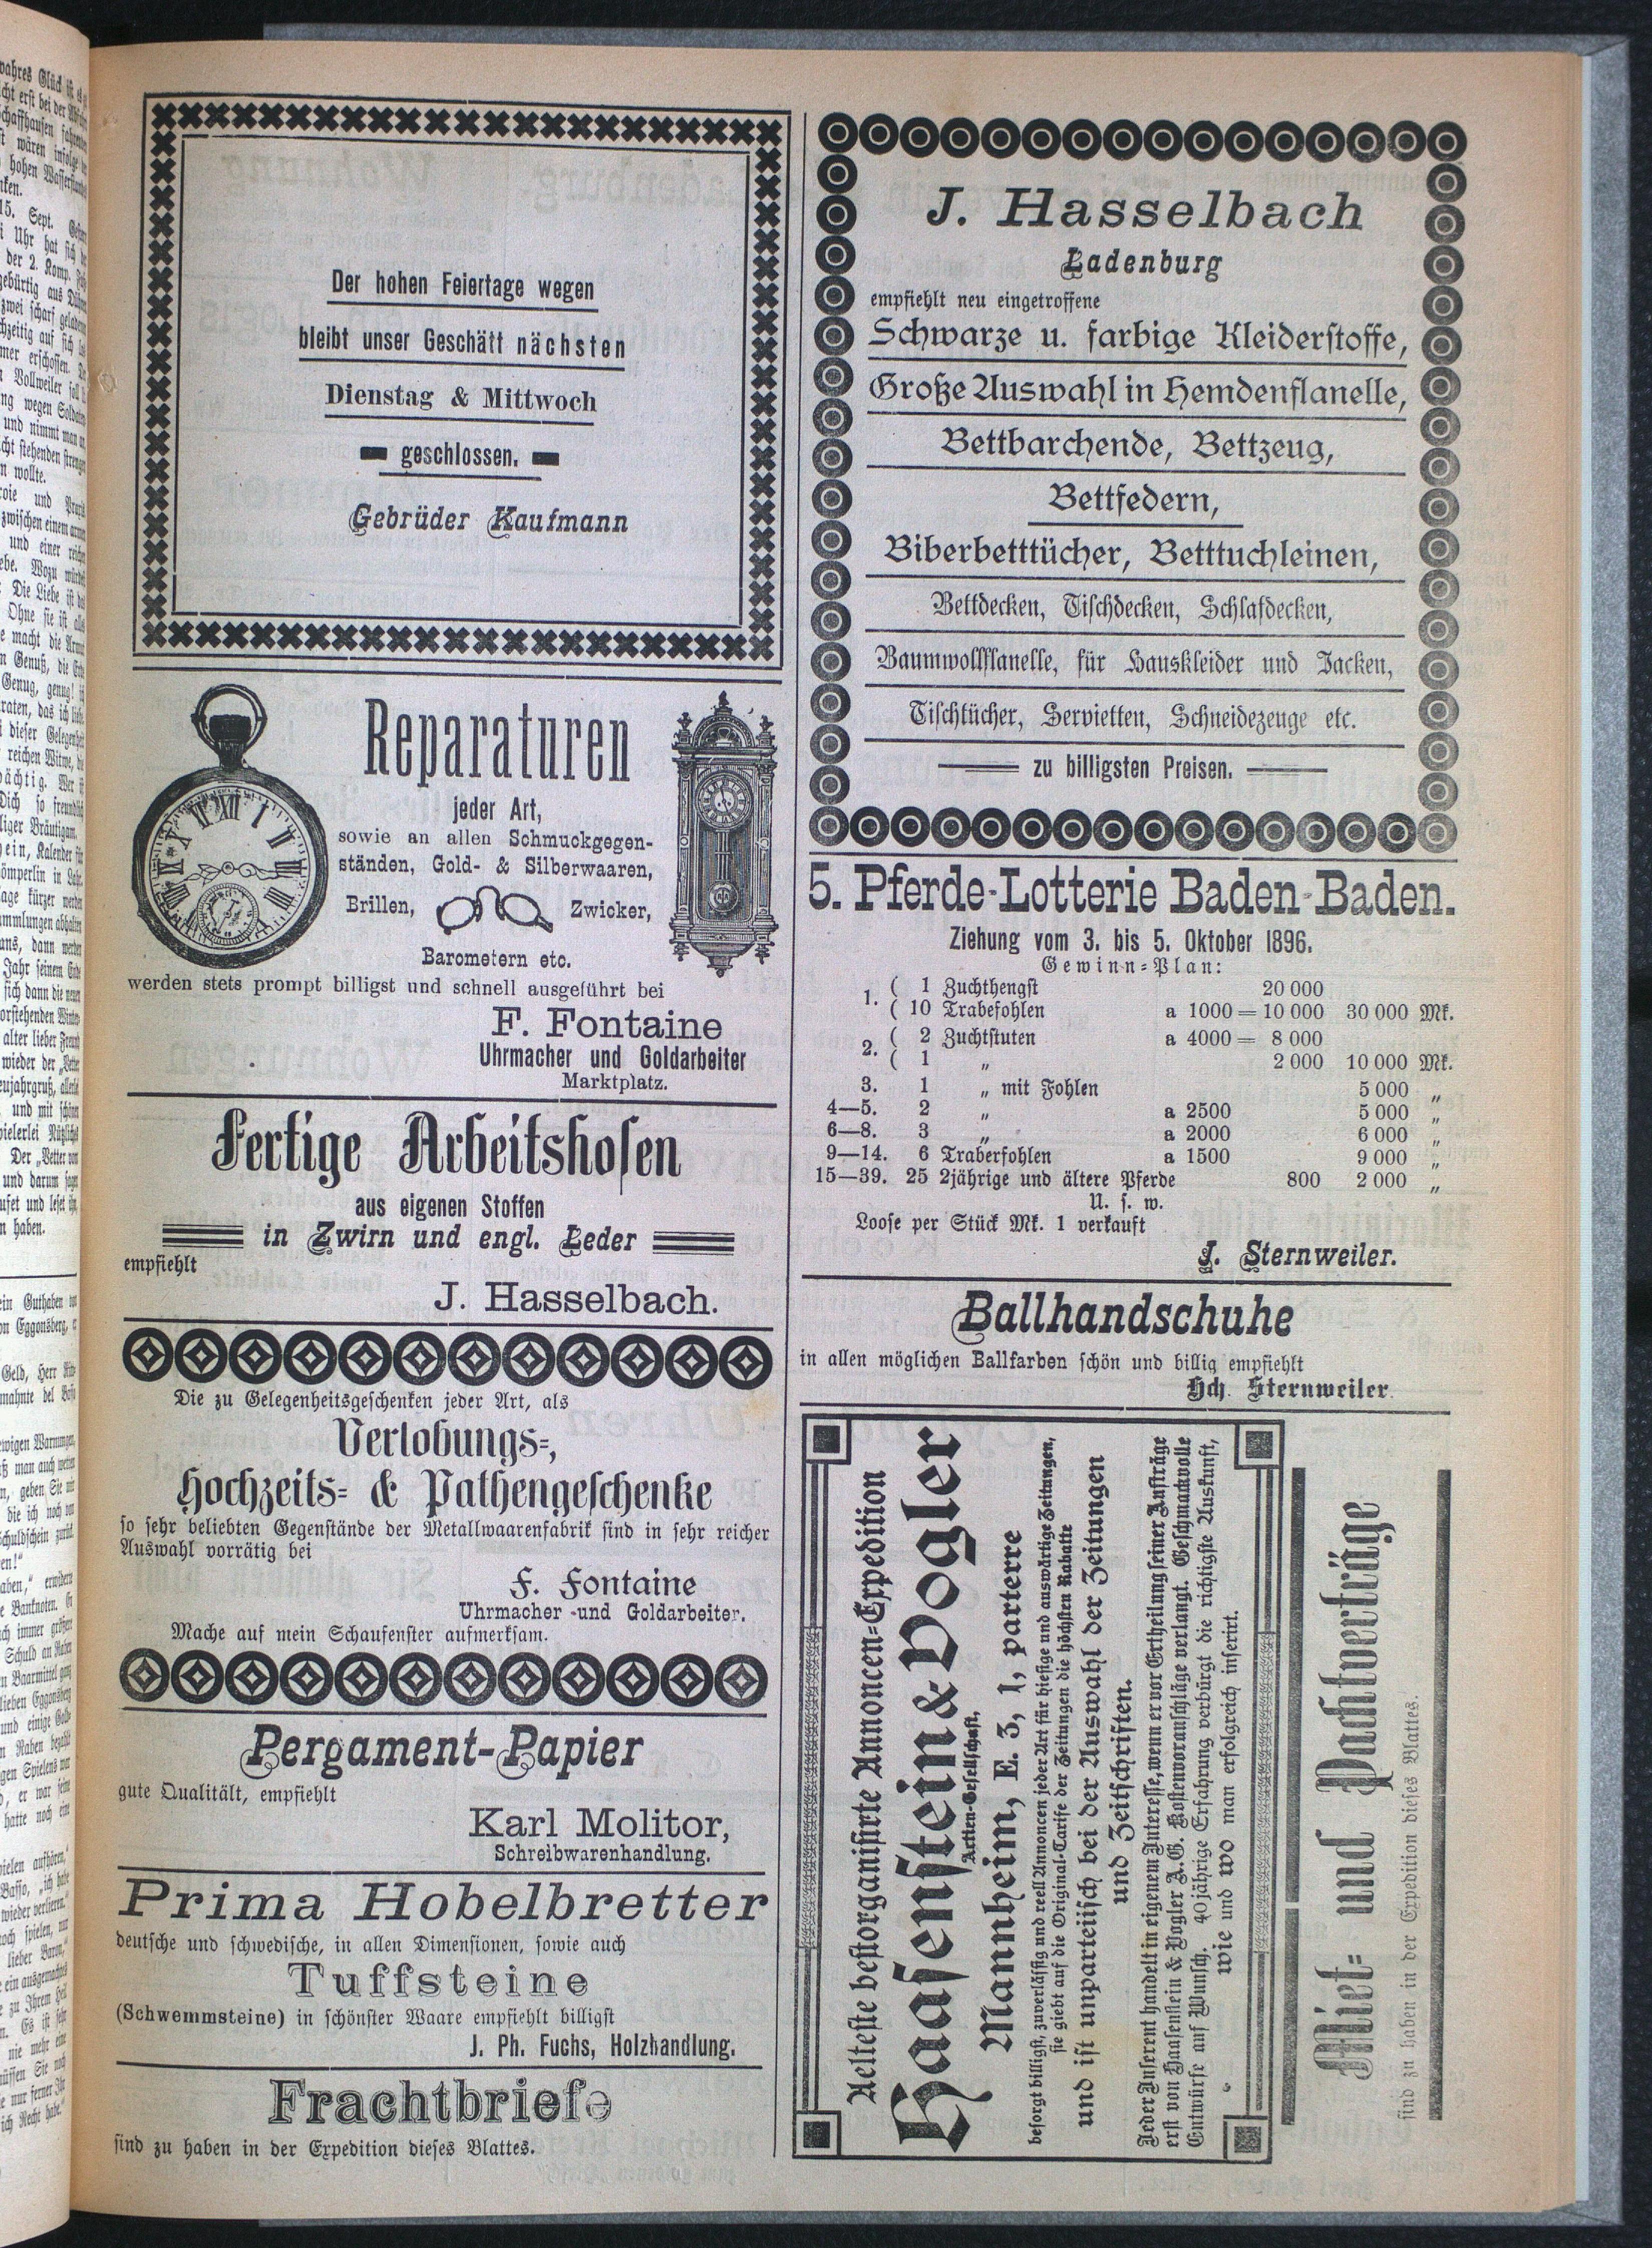 Der hohen Feiertage wegen
bleibt unser Geschätt nächsten
Dienstag & Mittwoch
geschlossen.
Gebrüder Kaufmann
Reparaturen
jeder Art,
sowie an allen Schmuckgegen-
ständen, Gold- & Silberwaaren,
Brillen, Zwicker,
Barometern etc.
werden stets prompt billigst und schnell ausgeführt bei
F. Fontaine
Uhrmacher und Goldarbeiter
Marktplatz.
Fertige Arbeitshosen
aus eigenen Stoffen
in Zwirn und engl. Leder
empfiehlt
J. Hasselbach.
Die zu Gelegenheitsgeschenken jeder Art, als
Verlobungs-,
Hochzeits- & Pathengeschenke
so sehr beliebten Gegenstände der Metallwaarenfabrik sind in sehr reicher
Auswahl vorrätig bei
F. Fontaine
Uhrmacher -und Goldarbeiter.
Mache auf mein Schaufenster aufmerksam.
Pergament-Papier
gute Qualitält, empfiehlt
Karl Molitor,
Schreibwarenhandlung.
Prima Hobelbretter
deutsche und schwedische, in allen Dimensionen, sowie auch
Tuffsteine
(Schwemmsteine) in schönster Waare empfiehlt billigst
J. Ph. Fuchs, Holzhandlung.
Frachtbriefe
sind zu haben in der Expedition dieses Blattes.
J. Hasselbach
Ladenburg
empfiehlt neu eingetroffene
Schwarze u. farbige Kleiderstoffe,
Große Auswahl in Hemdenflanelle,
Bettbarchende, Bettzeug,
Bettfedern,
Biberbetttücher, Betttuchleinen,
Bettdecken, Tischdecken, Schlafdecken,
Baumwollflanelle, für Hauskleider und Jacken,
Tischtücher, Servietten, Schneidezeuge etc.
zu billigsten Preisen.
5. Pferde-Lotterie Baden-Baden.
Ziehung vom 3. bis 5. Oktober 1896.
Gewinn-Plan:
1. ( 1 Zuchthengst 20 000
( 10 Trabefohlen a 1000 = 10 000 30 000 Mk.
2. ( 2 Zuchtstuten a 4000 = 8 000
( 1 „ 2 000 10 000 Mk.
3. 1 „ mit Fohlen 5 000 „
4—5. 2 „ a 2500 5 000 „
6—8. 3 „ a 2000 6 000 „
9—14. 6 Traberfohlen a 1500 9 000 „
15—39. 25 2jährige und ältere Pferde 800 2 000 „
U. s. w.
Loose per Stück Mk. 1 verkauft
J. Sternweiler.
Ballhandschuhe
in allen möglichen Ballfarben schön und billig empfiehlt
Hch. Sternweiler.
Aelteste bestorganisirte Annoncen-Expedition
Haasenstein & Vogler
Actien-Gesellschaft,
Mannheim, E. 3, 1, parterre
besorgt billigst, zuverlässig und reell Annoncen jeder Art für hiesige und auswärtige Zeitungen,
sie giebt auf die Original-Tarife der Zeitungen die höchsten Rabatte
und ist unparteiisch bei der Auswahl der Zeitungen
und Zeitschriften.
Jeder Inserent handelt in eigenem Interesse, wenn er vor Ertheilung seiner Aufträge
erst von Haasenstein & Vogler A.G. Kostenvoranschläge verlangt. Geschmackvolle
Entwürfe auf Wunsch. 40jährige Erfahrung verbürgt die richtigste Auskunft,
wie und wo man erfolgreich inserirt.
Miet- und Pachtverträge
sind zu haben in der Expedition dieses Blattes.